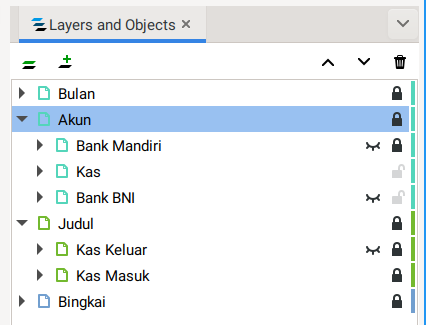 Layers and Objects
Bulan
Akun
Bank Mandiri
Kas
Bank BNI
Judul
Kas Keluar
Kas Masuk
Bingkai